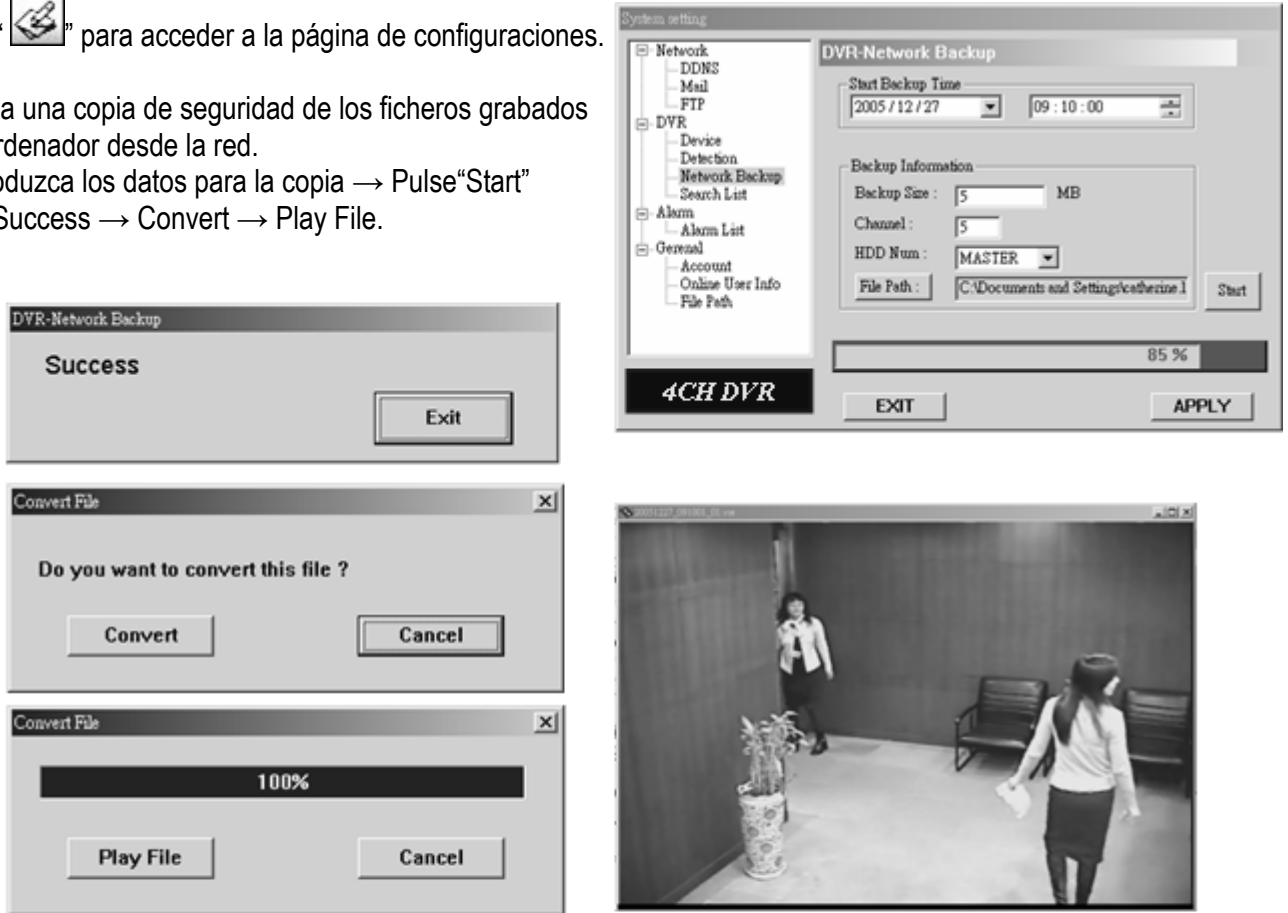 “ ” para acceder a la página de configuraciones.
a una copia de seguridad de los ficheros grabados
rdenador desde la red.
oduzca los datos para la copia → Pulse“Start”
Success → Convert → Play File.
System setting
Network
DDNS
Mail
FTP
DVR
Device
Detection
Network Backup
Search List
Alarm
Alarm List
Gerenal
Account
Online User Info
File Path
4CH DVR
DVR-Network Backup
Start Backup Time
2005 / 12 / 27 09 : 10 : 00
Backup Information
Backup Size : 5 MB
Channel : 5
HDD Num : MASTER
File Path : C:\Documents and Settings\catherine.l
Start
85 %
EXIT APPLY
DVR-Network Backup
Success
Exit
Convert File
Do you want to convert this file ?
Convert Cancel
Convert File
100%
Play File Cancel
20051227_091001_01